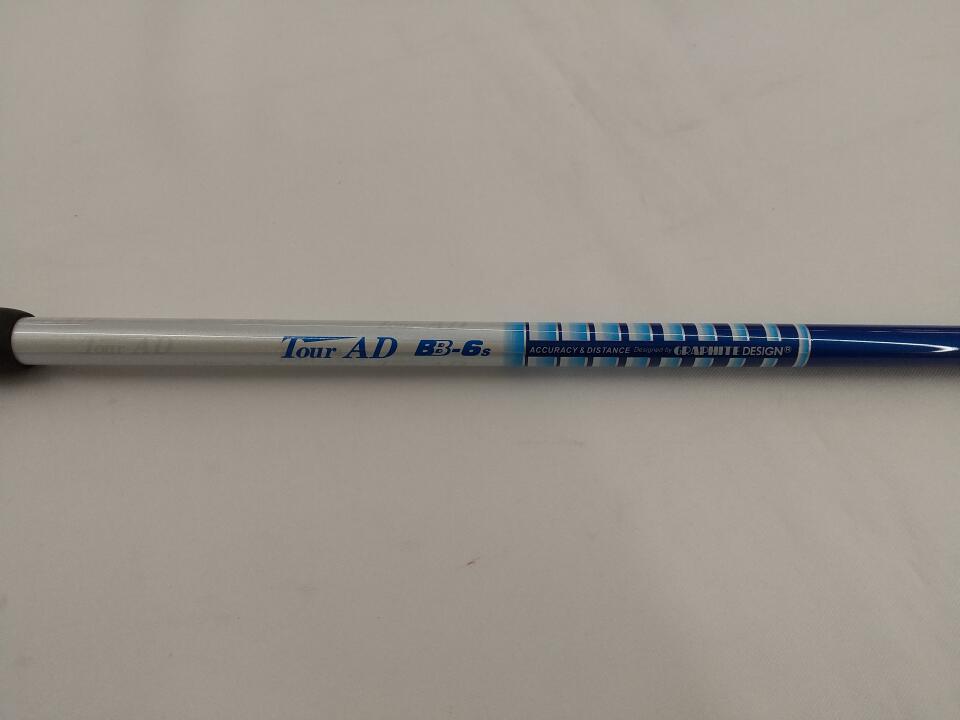 Tour AD
Tour AD BB-6s
ACCURACY & DISTANCE Designed by GRAPHITE DESIGN®